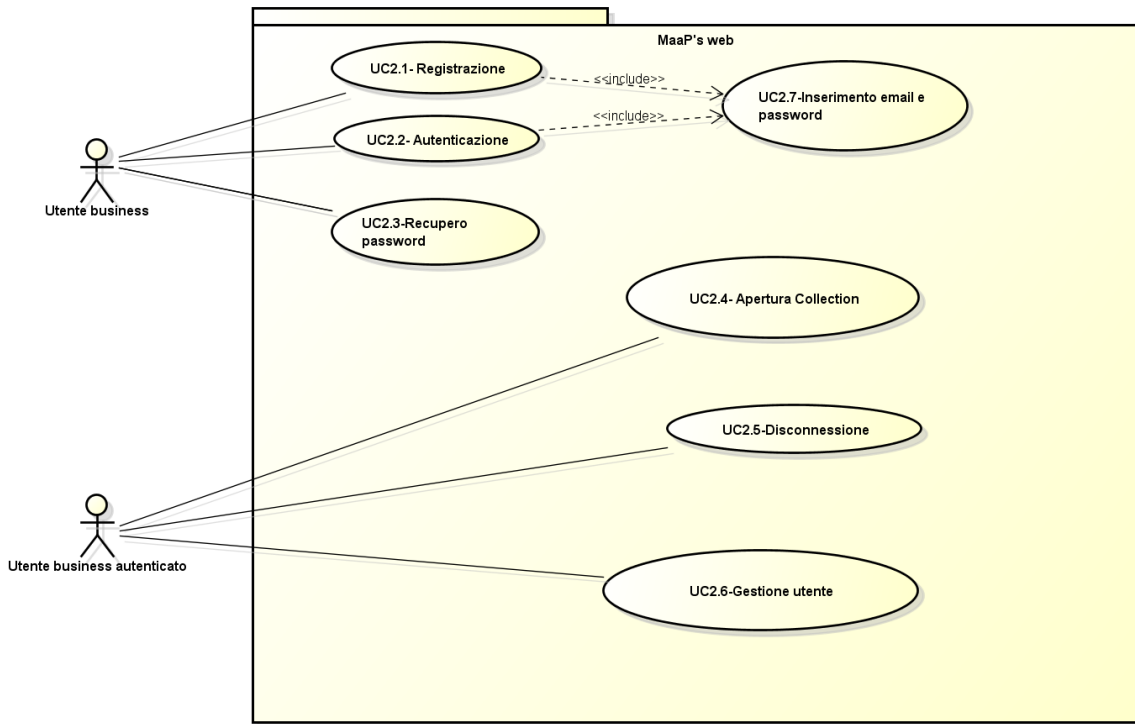 MaaP's web
UC2.1- Registrazione
<<include>>
UC2.7-Inserimento email e
password
<<include>>
UC2.2- Autenticazione
Utente business
UC2.3-Recupero
password
UC2.4- Apertura Collection
UC2.5-Disconnessione
Utente business autenticato
UC2.6-Gestione utente